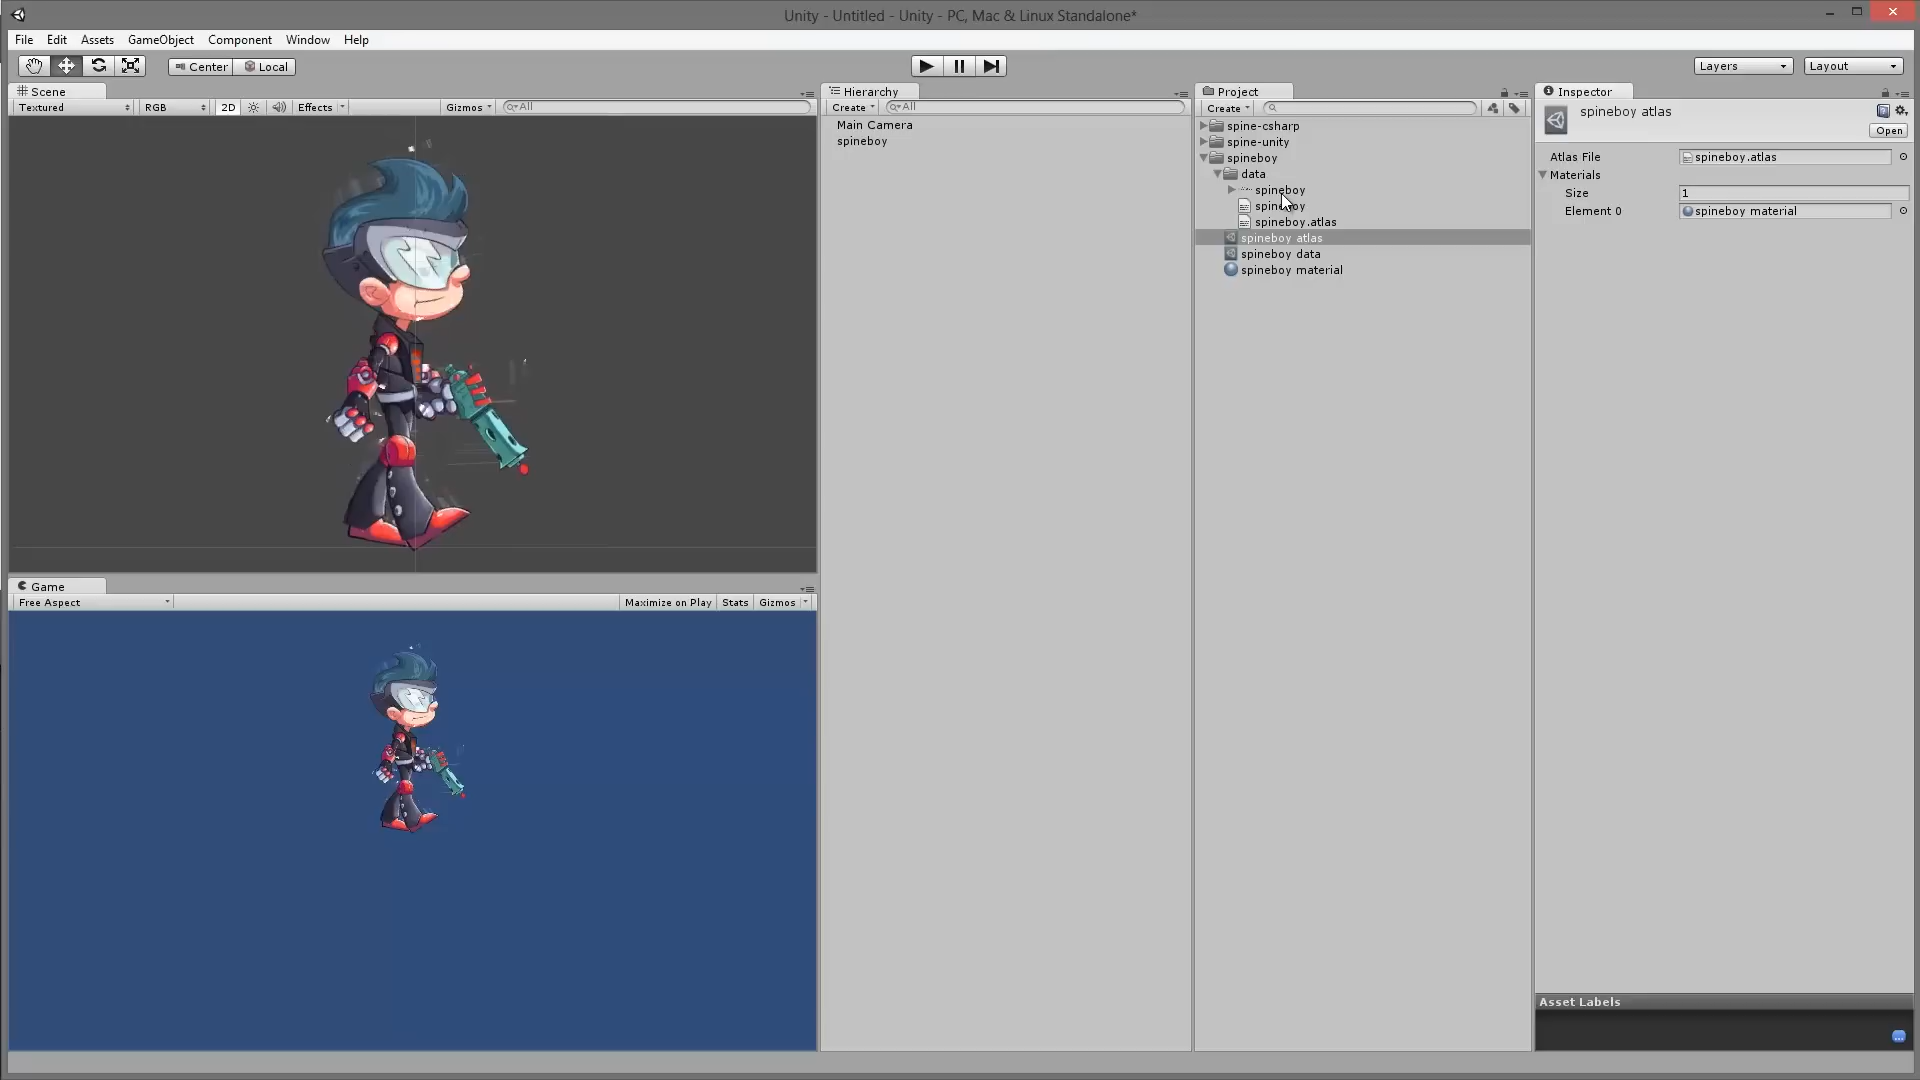 Unity - Untitled - Unity - PC, Mac & Linux Standalone*
File Edit Assets GameObject Component Window Help
Center Local
Layers Layout
Scene
Textured RGB 2D Effects Gizmos All
Hierarchy
Create All
Main Camera
spineboy
Project
Create
spine-csharp
spine-unity
spineboy
data
spineboy
spineboy
spineboy.atlas
spineboy atlas
spineboy data
spineboy material
Inspector
spineboy atlas
Open
Atlas File spineboy.atlas
Materials
Size 1
Element 0 spineboy material
Game
Free Aspect Maximize on Play Stats Gizmos
Asset Labels